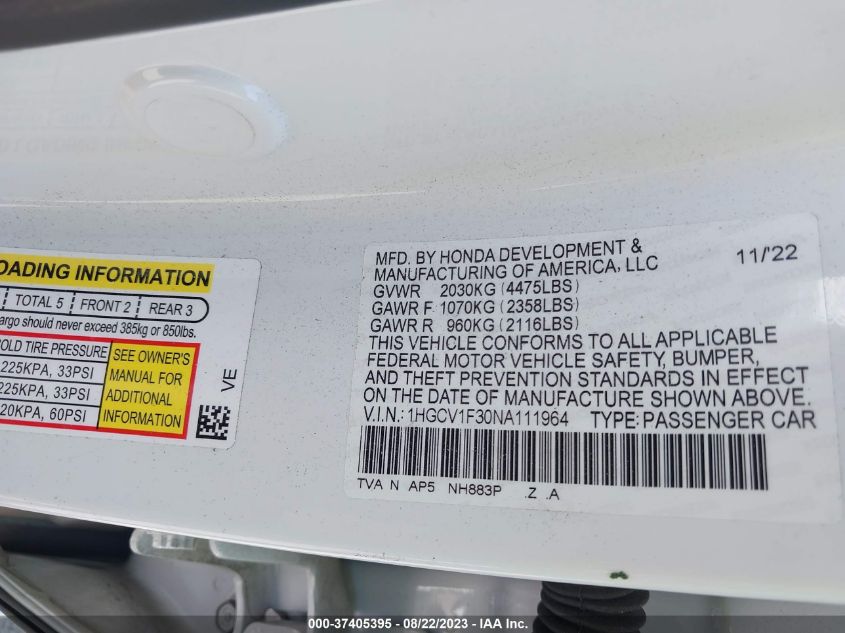 OADING INFORMATION
TOTAL 5 FRONT 2 REAR 3
argo should never exceed 385kg or 850lbs.
OLD TIRE PRESSURE
225KPA, 33PSI
225KPA, 33PSI
20KPA, 60PSI
SEE OWNER'S
MANUAL FOR
ADDITIONAL
INFORMATION
VE
MFD. BY HONDA DEVELOPMENT &
MANUFACTURING OF AMERICA, LLC 11/'22
GVWR 2030KG (4475LBS)
GAWR F 1070KG (2358LBS)
GAWR R 960KG (2116LBS)
THIS VEHICLE CONFORMS TO ALL APPLICABLE
FEDERAL MOTOR VEHICLE SAFETY, BUMPER,
AND THEFT PREVENTION STANDARDS IN EFFECT
ON THE DATE OF MANUFACTURE SHOWN ABOVE.
V.I.N.: 1HGCV1F30NA111964 TYPE:PASSENGER CAR
TVA N AP5 NH883P .Z .A
000-37405395 - 08/22/2023 - IAA Inc.